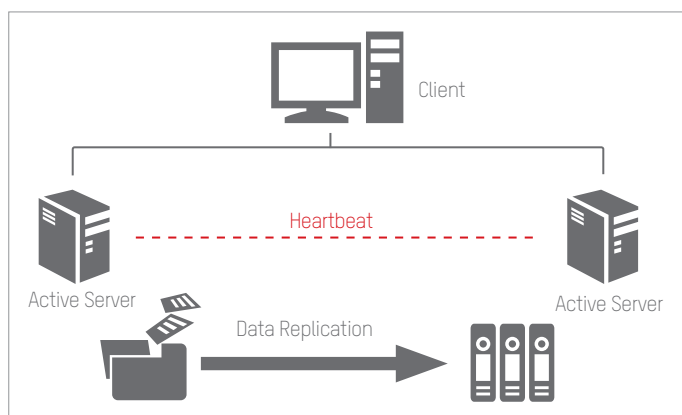 Client
Heartbeat
Active Server
Active Server
Data Replication